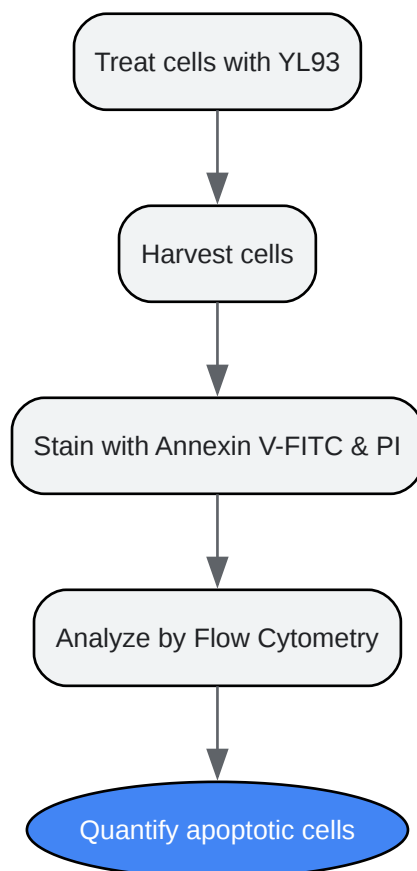 Treat cells with YL93
Harvest cells
Stain with Annexin V-FITC & PI
Analyze by Flow Cytometry
Quantify apoptotic cells